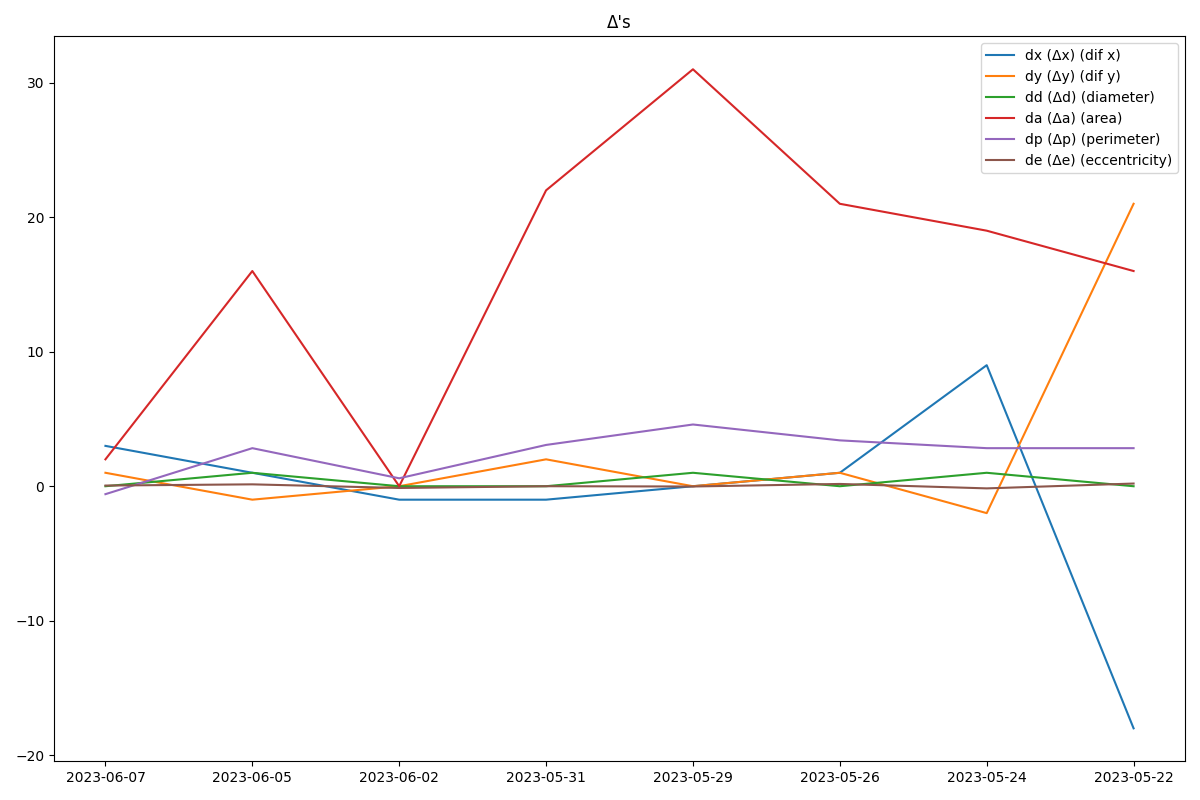 Δ's
dx (Δx) (dif x)
dy (Δy) (dif y)
dd (Δd) (diameter)
da (Δa) (area)
dp (Δp) (perimeter)
de (Δe) (eccentricity)
30
20
10
0
−10
−20
2023-06-07 2023-06-05 2023-06-02 2023-05-31 2023-05-29 2023-05-26 2023-05-24 2023-05-22